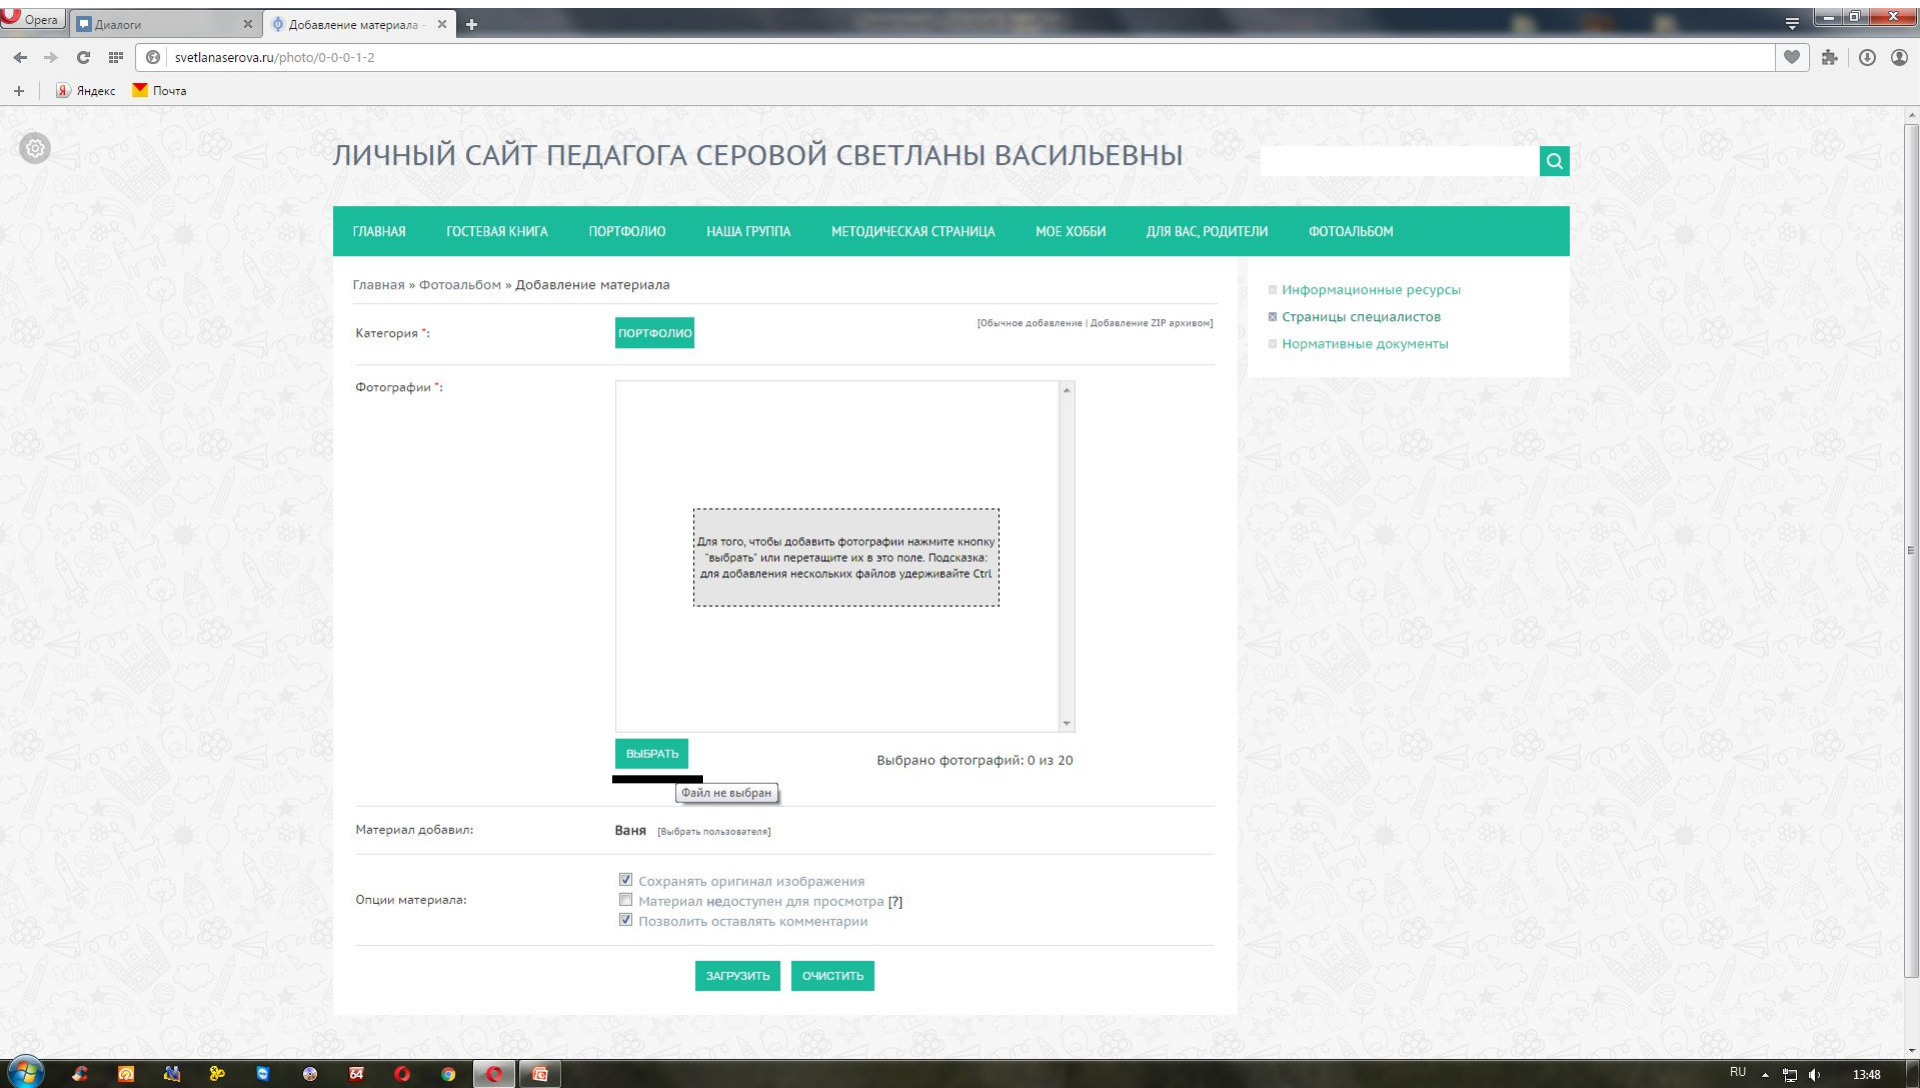 Opera
Диалоги
Добавление материала -
svetlanaserova.ru/photo/0-0-0-1-2
Яндекс
Почта
ЛИЧНЫЙ САЙТ ПЕДАГОГА СЕРОВОЙ СВЕТЛАНЫ ВАСИЛЬЕВНЫ
ГЛАВНАЯ ГОСТЕВАЯ КНИГА ПОРТФОЛИО НАША ГРУППА МЕТОДИЧЕСКАЯ СТРАНИЦА МОЕ ХОББИ ДЛЯ ВАС, РОДИТЕЛИ ФОТОАЛЬБОМ
Главная » Фотоальбом » Добавление материала
Категория *:
ПОРТФОЛИО
[Обычное добавление | Добавление ZIP архивом]
Информационные ресурсы
Страницы специалистов
Нормативные документы
Фотографии *:
Для того, чтобы добавить фотографии нажмите кнопку
"выбрать" или перетащите их в это поле. Подсказка:
для добавления нескольких файлов удерживайте Ctrl
ВЫБРАТЬ
Выбрано фотографий: 0 из 20
Файл не выбран
Материал добавил:
Ваня [Выбрать пользователя]
Опции материала:
Сохранять оригинал изображения
Материал недоступен для просмотра [?]
Позволить оставлять комментарии
ЗАГРУЗИТЬ ОЧИСТИТЬ
64
RU
13:48